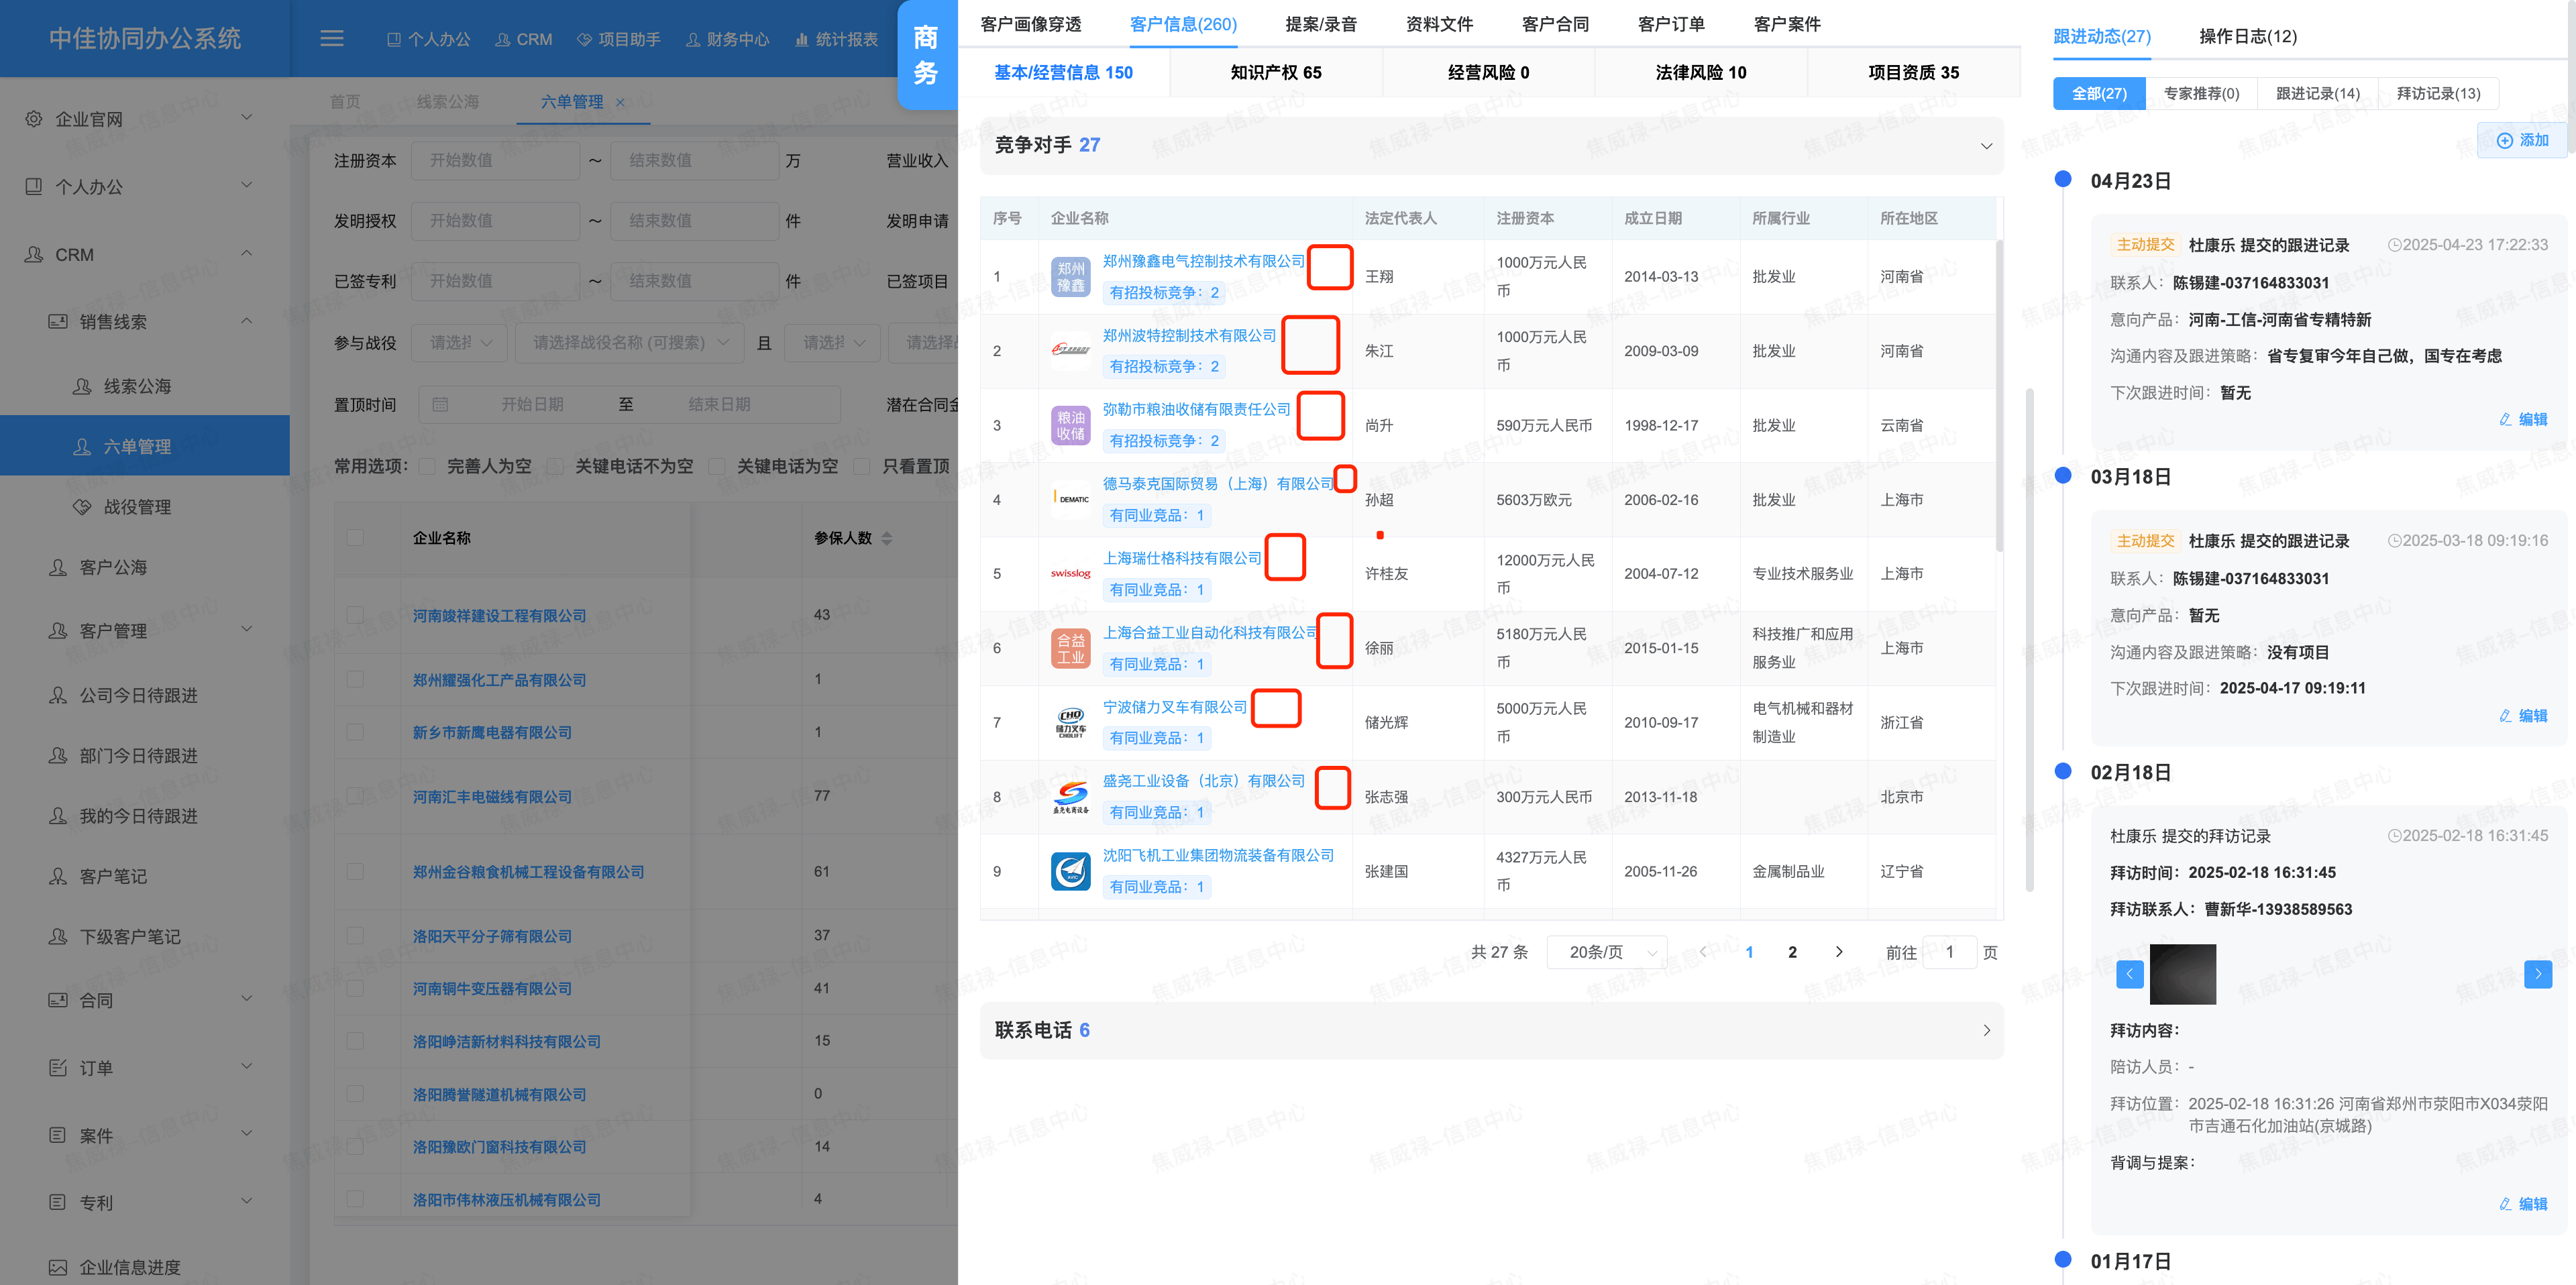 中佳协同办公系统
个人办公
CRM
项目助手
财务中心
统计报表
商务
首页
线索公海
六单管理
企业官网
个人办公
CRM
销售线索
线索公海
六单管理
战役管理
客户公海
客户管理
公司今日待跟进
部门今日待跟进
我的今日待跟进
客户笔记
下级客户笔记
合同
订单
案件
专利
企业信息进度
注册资本 开始数值 ~ 结束数值 万 营业收入
发明授权 开始数值 ~ 结束数值 件 发明申请
已签专利 开始数值 ~ 结束数值 件 已签项目
参与战役 请选择 请选择战役名称 (可搜索) 且 请选择 请选择战
置顶时间 开始日期 至 结束日期 潜在合同金
常用选项: 完善人为空 关键电话不为空 关键电话为空 只看置顶
企业名称 参保人数
河南竣祥建设工程有限公司 43
郑州耀强化工产品有限公司 1
新乡市新鹰电器有限公司 1
河南汇丰电磁线有限公司 77
郑州金谷粮食机械工程设备有限公司 61
洛阳天平分子筛有限公司 37
河南铜牛变压器有限公司 41
洛阳峥洁新材料科技有限公司 15
洛阳腾誉隧道机械有限公司 0
洛阳豫欧门窗科技有限公司 14
洛阳市伟林液压机械有限公司 4
客户画像穿透 客户信息(260) 提案/录音 资料文件 客户合同 客户订单 客户案件
基本/经营信息 150 知识产权 65 经营风险 0 法律风险 10 项目资质 35
竞争对手 27
序号 企业名称 法定代表人 注册资本 成立日期 所属行业 所在地区
1 郑州豫鑫 郑州豫鑫电气控制技术有限公司 有招投标竞争：2 王翔 1000万元人民币 2014-03-13 批发业 河南省
2 郑州波特控制技术有限公司 有招投标竞争：2 朱江 1000万元人民币 2009-03-09 批发业 河南省
3 粮油收储 弥勒市粮油收储有限责任公司 有招投标竞争：2 尚升 590万元人民币 1998-12-17 批发业 云南省
4 DEMATIC 德马泰克国际贸易（上海）有限公司 有同业竞品：1 孙超 5603万欧元 2006-02-16 批发业 上海市
5 swisslog 上海瑞仕格科技有限公司 有同业竞品：1 许桂友 12000万元人民币 2004-07-12 专业技术服务业 上海市
6 合益工业 上海合益工业自动化科技有限公司 有同业竞品：1 徐丽 5180万元人民币 2015-01-15 科技推广和应用服务业 上海市
7 CHO 储力叉车 CHOLIFT 宁波储力叉车有限公司 有同业竞品：1 储光辉 5000万元人民币 2010-09-17 电气机械和器材制造业 浙江省
8 盛尧电商设备 盛尧工业设备（北京）有限公司 有同业竞品：1 张志强 300万元人民币 2013-11-18 北京市
9 沈阳飞机工业集团物流装备有限公司 有同业竞品：1 张建国 4327万元人民币 2005-11-26 金属制品业 辽宁省
共 27 条 20条/页 1 2 前往 1 页
联系电话 6
跟进动态(27) 操作日志(12)
全部(27) 专家推荐(0) 跟进记录(14) 拜访记录(13)
添加
04月23日
主动提交 杜康乐 提交的跟进记录 2025-04-23 17:22:33
联系人：陈锡建-037164833031
意向产品：河南-工信-河南省专精特新
沟通内容及跟进策略：省专复审今年自己做，国专在考虑
下次跟进时间：暂无
编辑
03月18日
主动提交 杜康乐 提交的跟进记录 2025-03-18 09:19:16
联系人：陈锡建-037164833031
意向产品：暂无
沟通内容及跟进策略：没有项目
下次跟进时间：2025-04-17 09:19:11
编辑
02月18日
杜康乐 提交的拜访记录 2025-02-18 16:31:45
拜访时间：2025-02-18 16:31:45
拜访联系人：曹新华-13938589563
拜访内容：
陪访人员：-
拜访位置：2025-02-18 16:31:26 河南省郑州市荥阳市X034荥阳
市吉通石化加油站(京城路)
背调与提案：
编辑
01月17日
焦威禄-信息中心